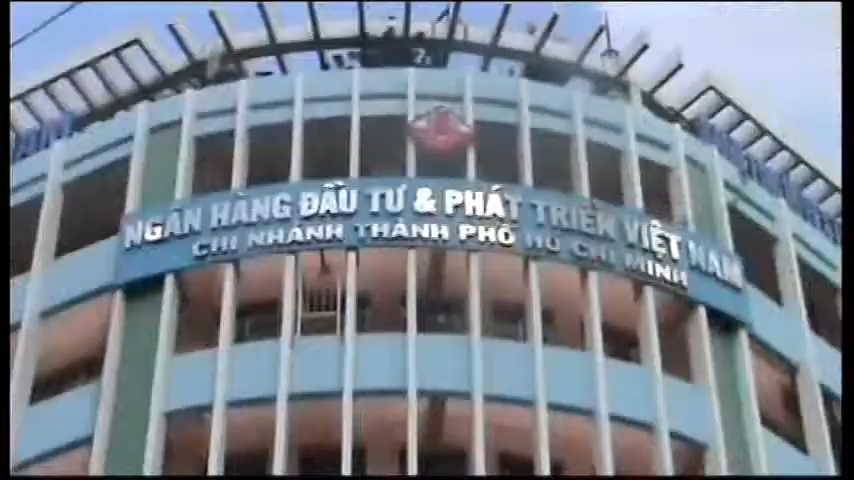 NGÂN HÀNG ĐẦU TƯ & PHÁT TRIỂN VIỆT NAM
CHI NHÁNH THÀNH PHỐ HỒ CHÍ MINH